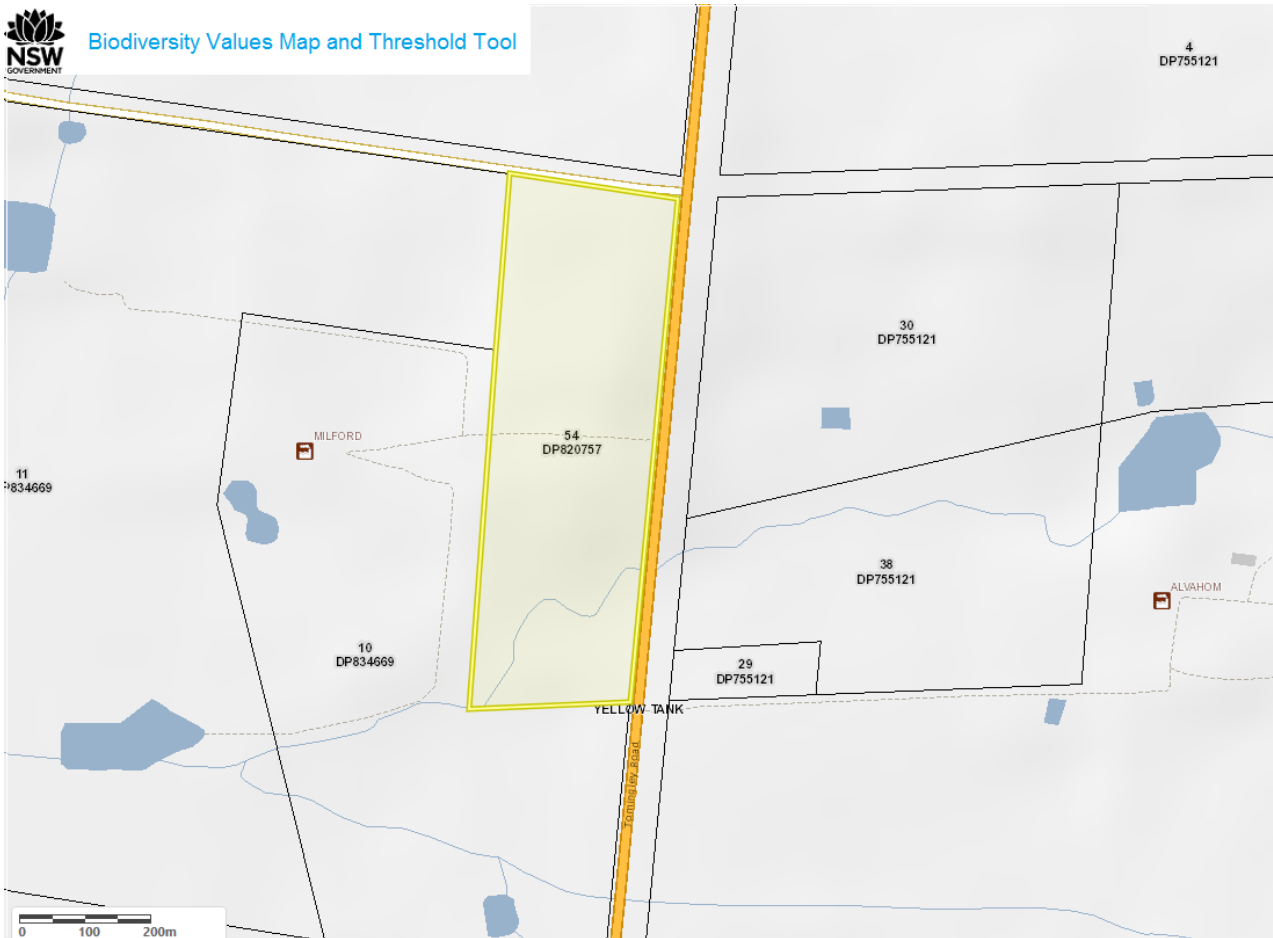 NSW
GOVERNMENT
Biodiversity Values Map and Threshold Tool
4
DP755121
30
DP755121
MILFORD
54
DP820757
11
P834669
38
DP755121
ALVAHOM
10
DP834669
29
DP755121
YELLOW TANK
Tomingley Road
0 100 200m